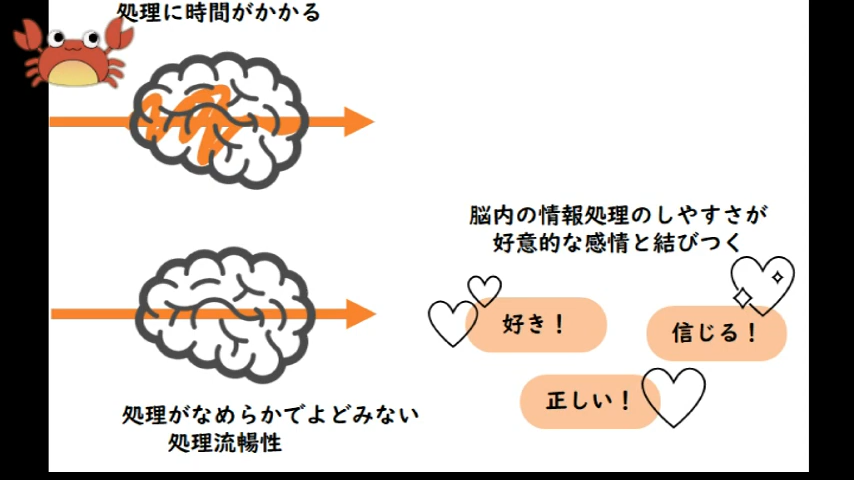 処理に時間がかかる
脳内の情報処理のしやすさが
好意的な感情と結びつく
好き！
信じる！
正しい！
処理がなめらかでよどみない
処理流暢性